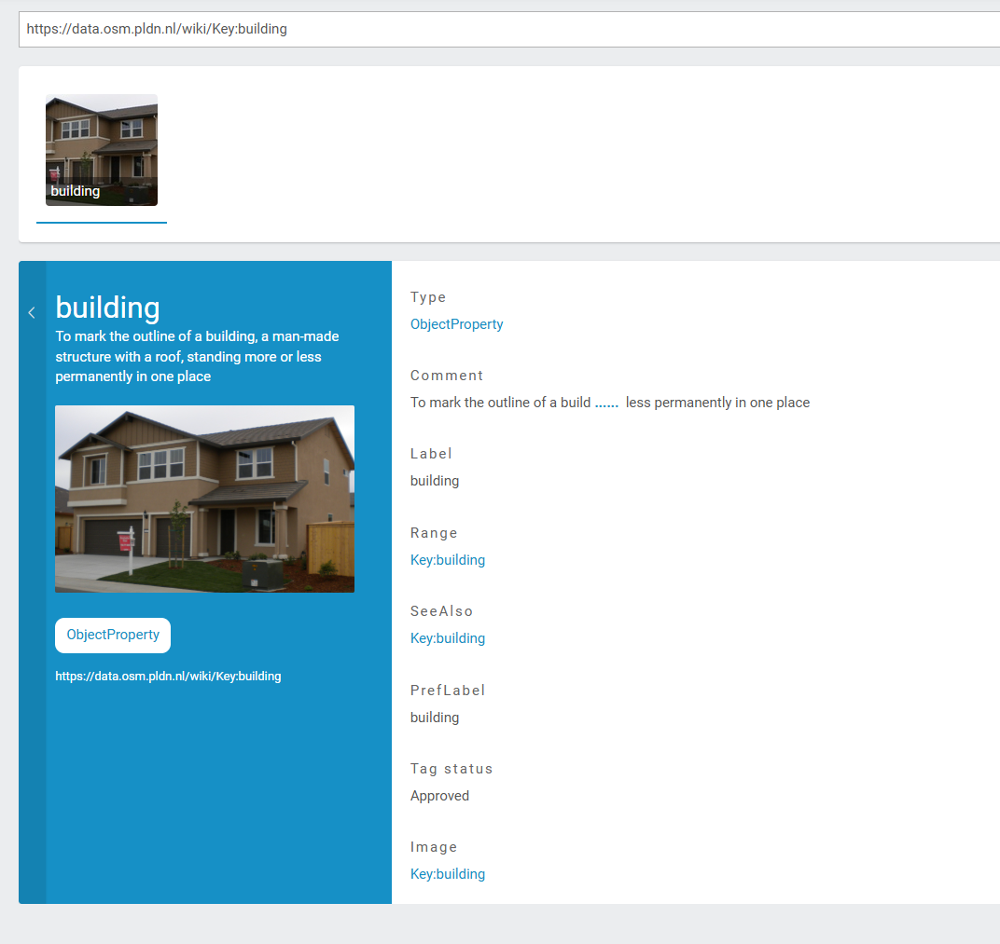 https://data.osm.pldn.nl/wiki/Key:building
building
building
To mark the outline of a building, a man-made
structure with a roof, standing more or less
permanently in one place
ObjectProperty
https://data.osm.pldn.nl/wiki/Key:building
Type
ObjectProperty
Comment
To mark the outline of a build ...... less permanently in one place
Label
building
Range
Key:building
SeeAlso
Key:building
PrefLabel
building
Tag status
Approved
Image
Key:building